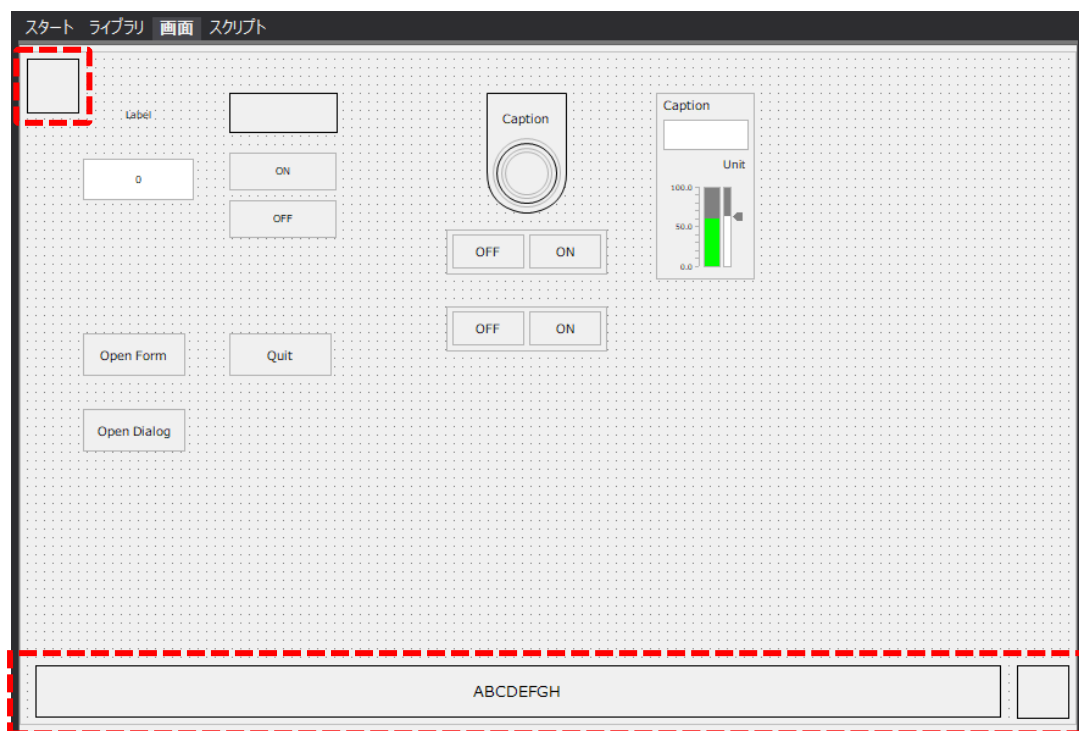 スタート ライブラリ 画面 スクリプト
Label
Caption
Caption
0
ON
OFF
Unit
100.0
50.0
0.0
OFF ON
OFF ON
Open Form
Quit
Open Dialog
ABCDEFGH